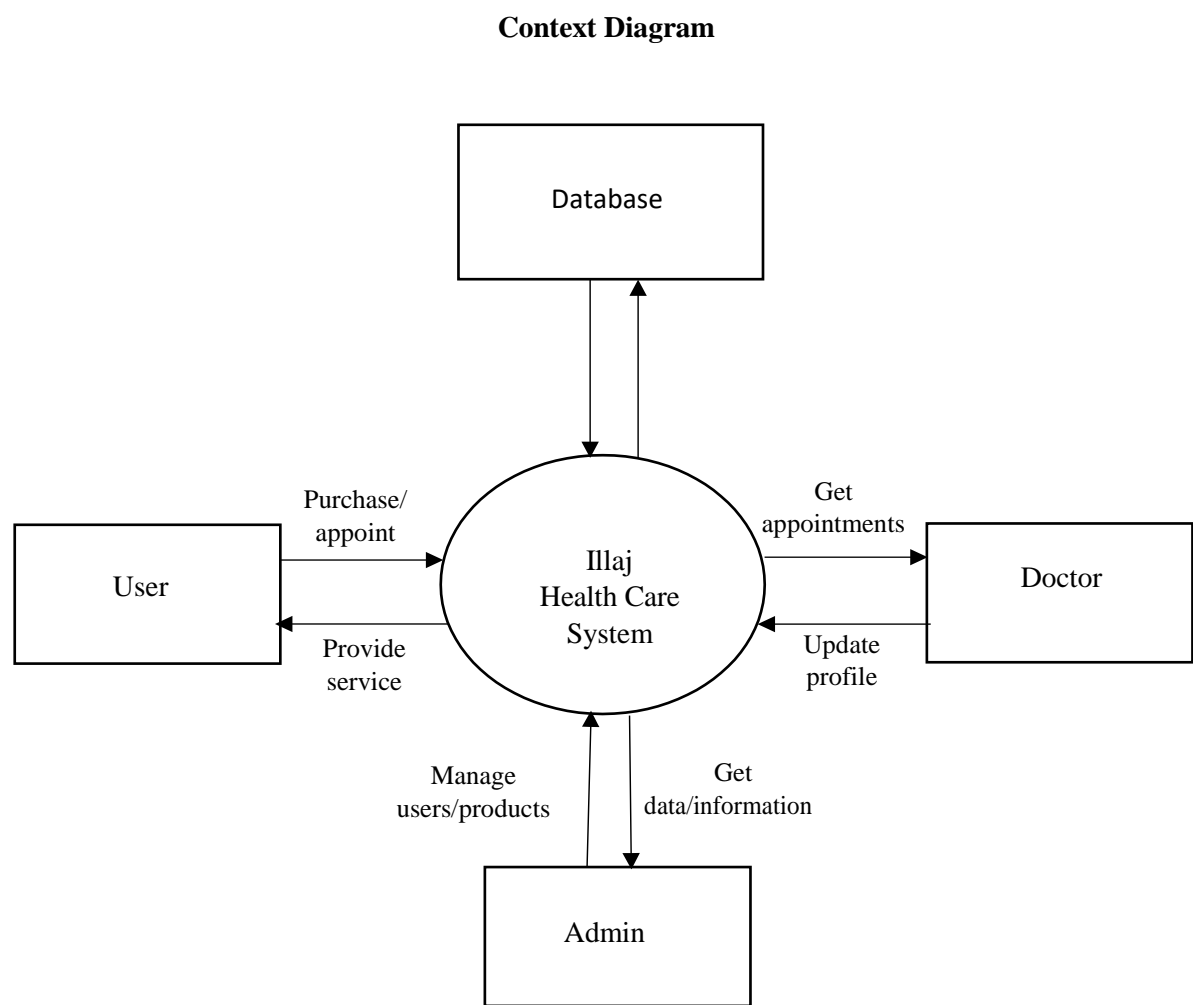 Context Diagram
Database
Purchase/
appoint
Get
appointments
User
Illaj
Health Care
System
Doctor
Provide
service
Update
profile
Manage
users/products
Get
data/information
Admin